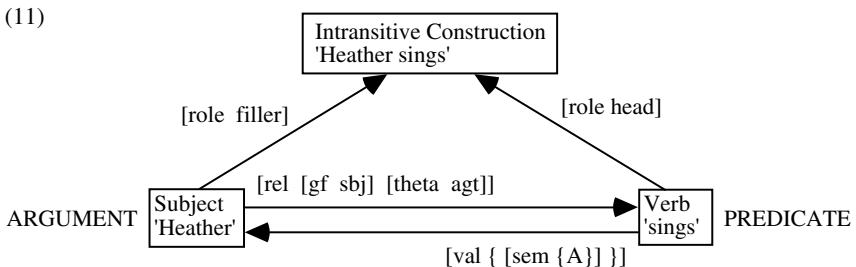 (11)
Intransitive Construction
'Heather sings'
[role filler]
[role head]
[rel [gf sbj] [theta agt]]
ARGUMENT
Subject
'Heather'
Verb
'sings'
PREDICATE
[val { [sem {A}] }]